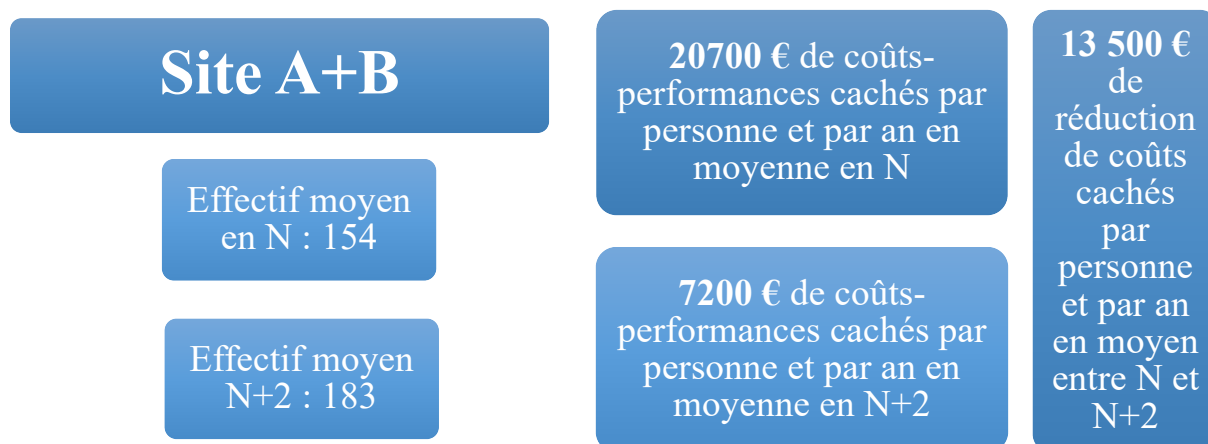 Site A+B
Effectif moyen
en N : 154
Effectif moyen
N+2 : 183
20700 € de coûts-
performances cachés par
personne et par an en
moyenne en N
7200 € de coûts-
performances cachés par
personne et par an en
moyenne en N+2
13 500 €
de
réduction
de coûts
cachés
par
personne
et par an
en moyen
entre N et
N+2